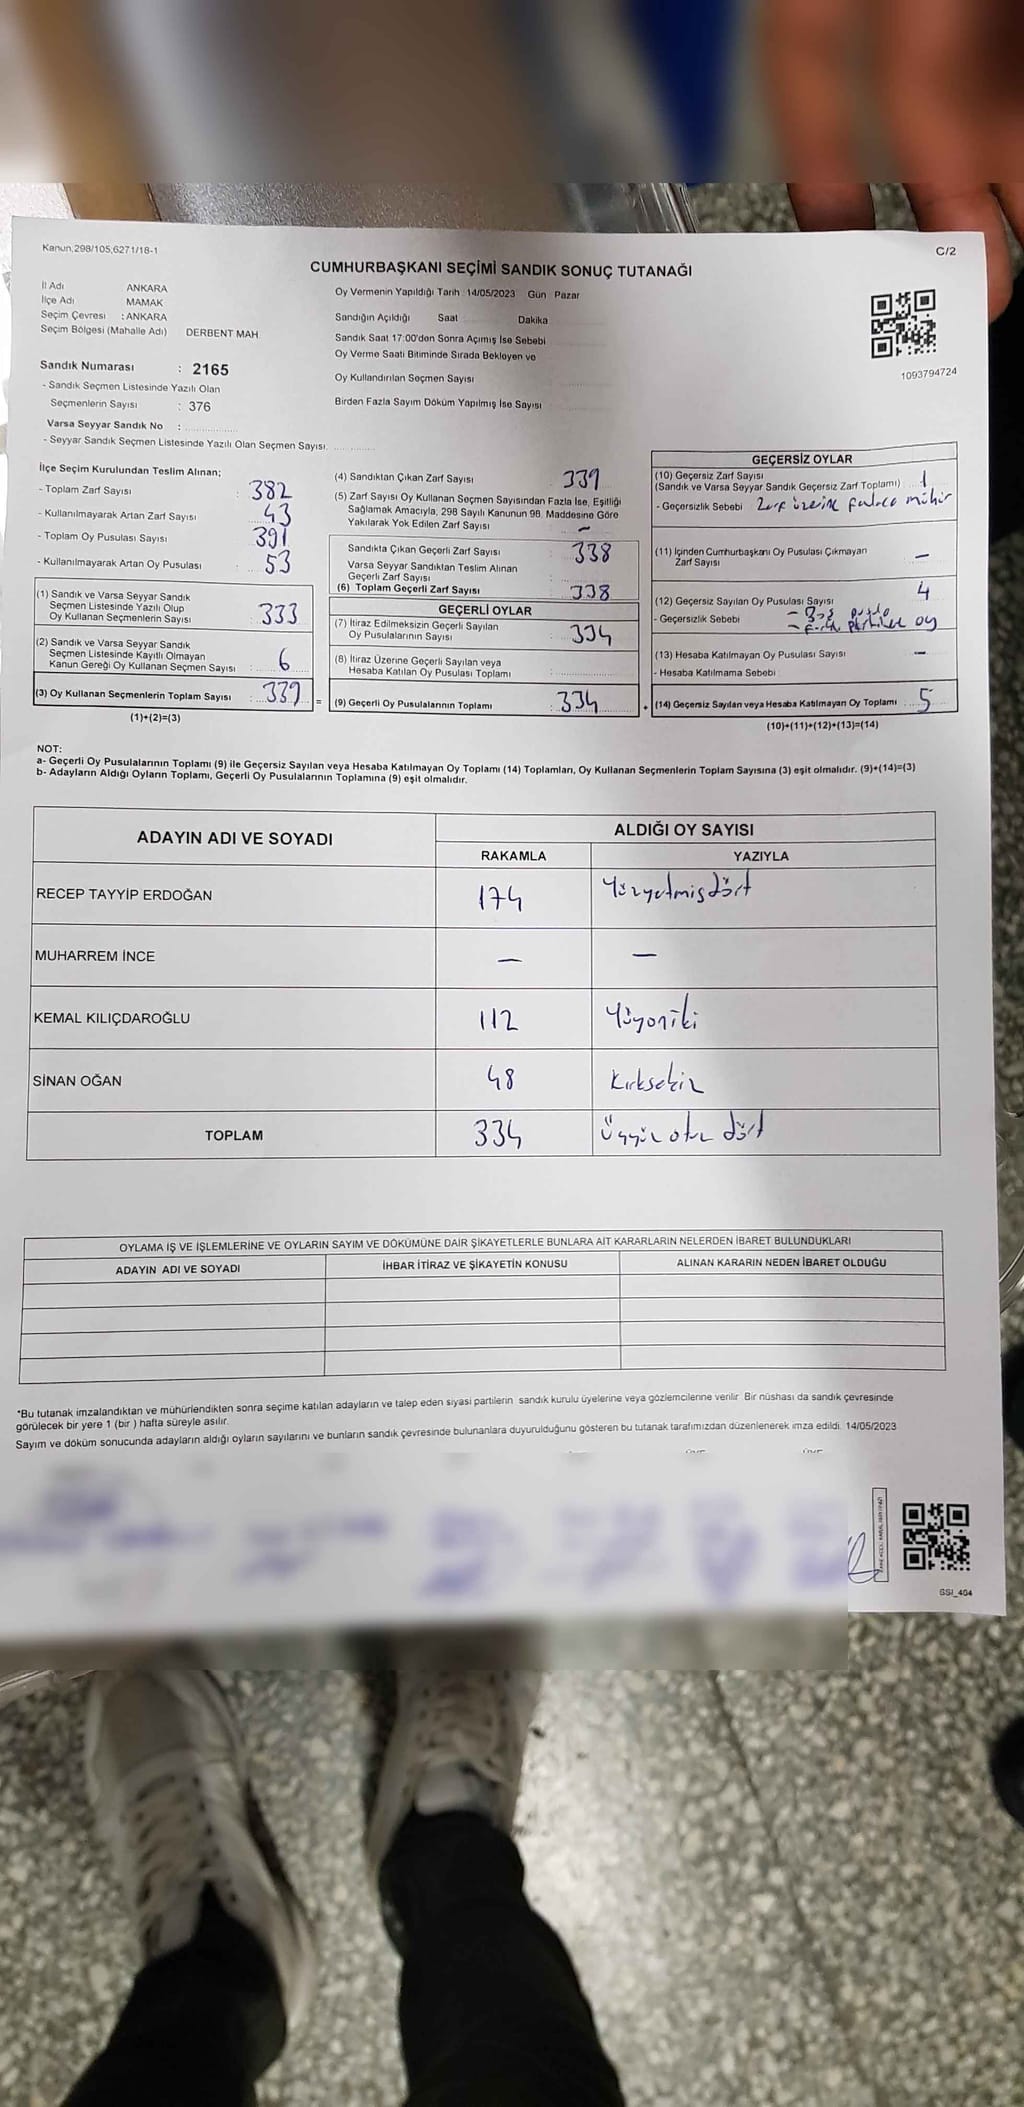 Kanun,298/105,6271/18-1
C/2
CUMHURBAŞKANI SEÇİMİ SANDIK SONUÇ TUTANAĞI
İl Adı ANKARA
İlçe Adı MAMAK
Seçim Çevresi : ANKARA
Seçim Bölgesi (Mahalle Adı) DERBENT MAH
Sandık Numarası : 2165
- Sandık Seçmen Listesinde Yazılı Olan
Seçmenlerin Sayısı : 376
Varsa Seyyar Sandık No :
- Seyyar Sandık Seçmen Listesinde Yazılı Olan Seçmen Sayısı:
Oy Vermenin Yapıldığı Tarih : 14/05/2023 Gün Pazar
Sandığın Açıldığı Saat Dakika
Sandık Saat 17:00'den Sonra Açımış İse Sebebi
Oy Verme Saati Bitiminde Sırada Bekleyen ve
Oy Kullandırılan Seçmen Sayısı
Birden Fazla Sayım Döküm Yapılmış İse Sayısı
1093794724
İlçe Seçim Kurulundan Teslim Alınan;
- Toplam Zarf Sayısı : 382
- Kullanılmayarak Artan Zarf Sayısı : 43
- Toplam Oy Pusulası Sayısı : 391
- Kullanılmayarak Artan Oy Pusulası : 53
(1) Sandık ve Varsa Seyyar Sandık
Seçmen Listesinde Yazılı Olup
Oy Kullanan Seçmenlerin Sayısı : 333
(2) Sandık ve Varsa Seyyar Sandık
Seçmen Listesinde Kayıtlı Olmayan
Kanun Gereği Oy Kullanan Seçmen Sayısı : 6
(3) Oy Kullanan Seçmenlerin Toplam Sayısı : 339
(1)+(2)=(3)
(4) Sandıktan Çıkan Zarf Sayısı : 339
(5) Zarf Sayısı Oy Kullanan Seçmen Sayısından Fazla İse, Eşitliği
Sağlamak Amacıyla, 298 Sayılı Kanunun 98. Maddesine Göre
Yakılarak Yok Edilen Zarf Sayısı : -
Sandıkta Çıkan Geçerli Zarf Sayısı : 338
Varsa Seyyar Sandıktan Teslim Alınan
Geçerli Zarf Sayısı :
(6) Toplam Geçerli Zarf Sayısı : 338
GEÇERLİ OYLAR
(7) İtiraz Edilmeksizin Geçerli Sayılan
Oy Pusulalarının Sayısı : 334
(8) İtiraz Üzerine Geçerli Sayılan veya
Hesaba Katılan Oy Pusulası Toplamı :
= (9) Geçerli Oy Pusulalarının Toplamı : 334
GEÇERSİZ OYLAR
(10) Geçersiz Zarf Sayısı
(Sandık ve Varsa Seyyar Sandık Geçersiz Zarf Toplamı) : 1
- Geçersizlik Sebebi : Zarf üzerine fazla mühür
(11) İçinden Cumhurbaşkanı Oy Pusulası Çıkmayan
Zarf Sayısı : -
(12) Geçersiz Sayılan Oy Pusulası Sayısı : 4
- Geçersizlik Sebebi : - Boş
- oy
(13) Hesaba Katılmayan Oy Pusulası Sayısı : -
- Hesaba Katılmama Sebebi :
+ (14) Geçersiz Sayılan veya Hesaba Katılmayan Oy Toplamı : 5
(10)+(11)+(12)+(13)=(14)
NOT:
a- Geçerli Oy Pusulalarının Toplamı (9) ile Geçersiz Sayılan veya Hesaba Katılmayan Oy Toplamı (14) Toplamları, Oy Kullanan Seçmenlerin Toplam Sayısına (3) eşit olmalıdır. (9)+(14)=(3)
b- Adayların Aldığı Oyların Toplamı, Geçerli Oy Pusulalarının Toplamına (9) eşit olmalıdır.
ADAYIN ADI VE SOYADI
ALDIĞI OY SAYISI
RAKAMLA YAZIYLA
RECEP TAYYİP ERDOĞAN 174 Yüzyetmişdört
MUHARREM İNCE - -
KEMAL KILIÇDAROĞLU 112 Yüzoniki
SİNAN OĞAN 48 Kırksekiz
TOPLAM 334 Üçyüz otuz dört
OYLAMA İŞ VE İŞLEMLERİNE VE OYLARIN SAYIM VE DÖKÜMÜNE DAİR ŞİKAYETLERLE BUNLARA AİT KARARLARIN NELERDEN İBARET BULUNDUKLARI
ADAYIN ADI VE SOYADI İHBAR İTİRAZ VE ŞİKAYETİN KONUSU ALINAN KARARIN NEDEN İBARET OLDUĞU
*Bu tutanak imzalandıktan ve mühürlendikten sonra seçime katılan adayların ve talep eden siyasi partilerin sandık kurulu üyelerine veya gözlemcilerine verilir. Bir nüshası da sandık çevresinde
görülecek bir yere 1 (bir ) hafta süreyle asılır.
Sayım ve döküm sonucunda adayların aldığı oyların sayılarını ve bunların sandık çevresinde bulunanlara duyurulduğunu gösteren bu tutanak tarafımızdan düzenlenerek imza edildi. 14/05/2023
SSI_404